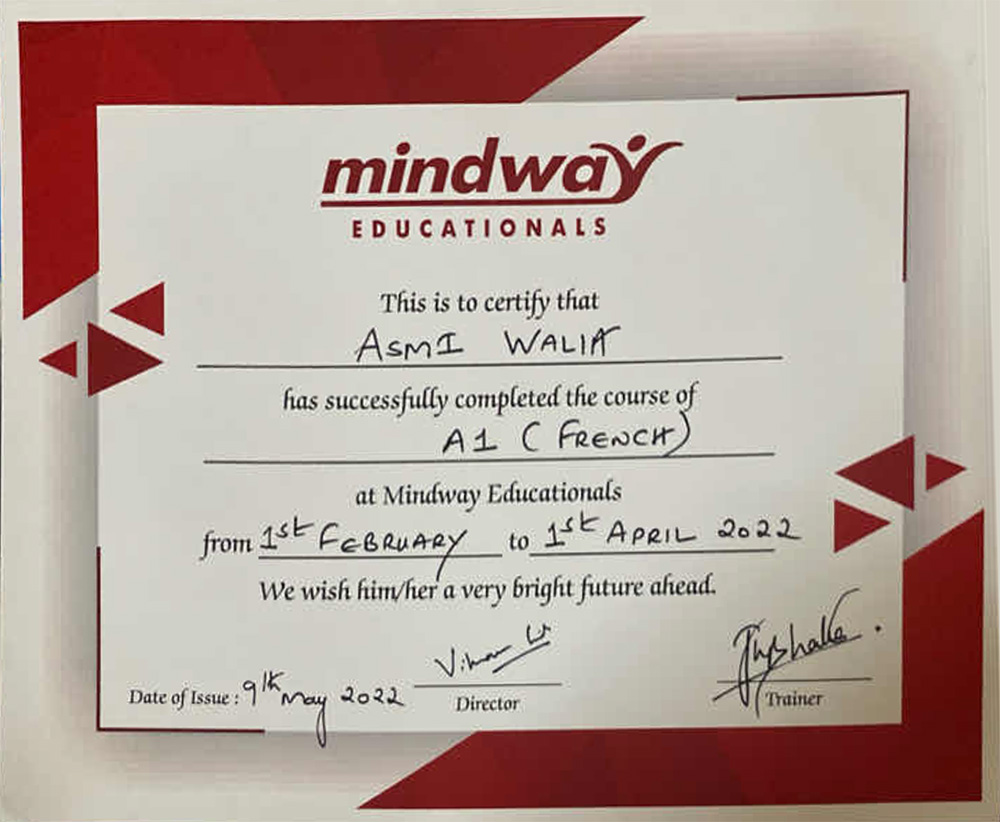 mindway
EDUCATIONALS
This is to certify that
ASMI WALIA
has successfully completed the course of
A1 (FRENCH)
at Mindway Educationals
from 1st FEBRUARY to 1st APRIL 2022
We wish him/her a very bright future ahead.
Date of Issue : 9th May 2022
Director
Trainer